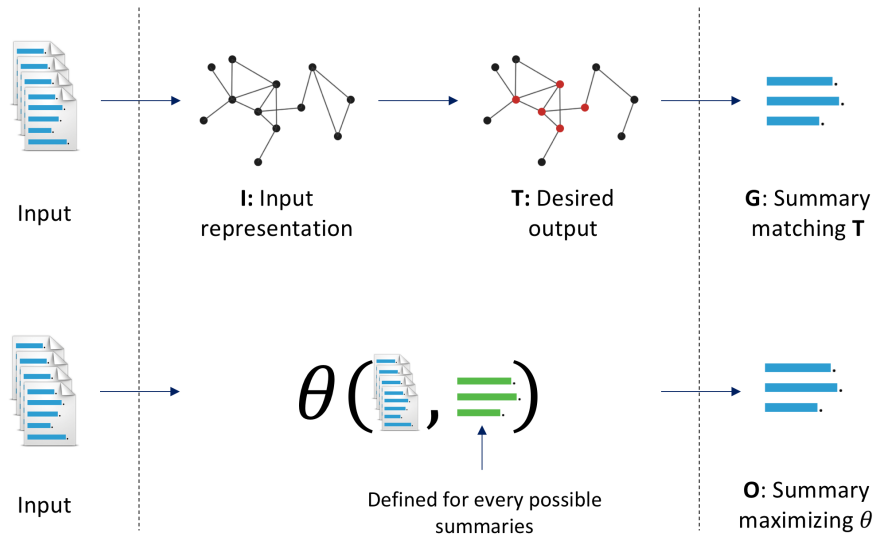 Input
I: Input
representation
T: Desired
output
G: Summary
matching T
θ ( , )
Input
Defined for every possible
summaries
O: Summary
maximizing θ